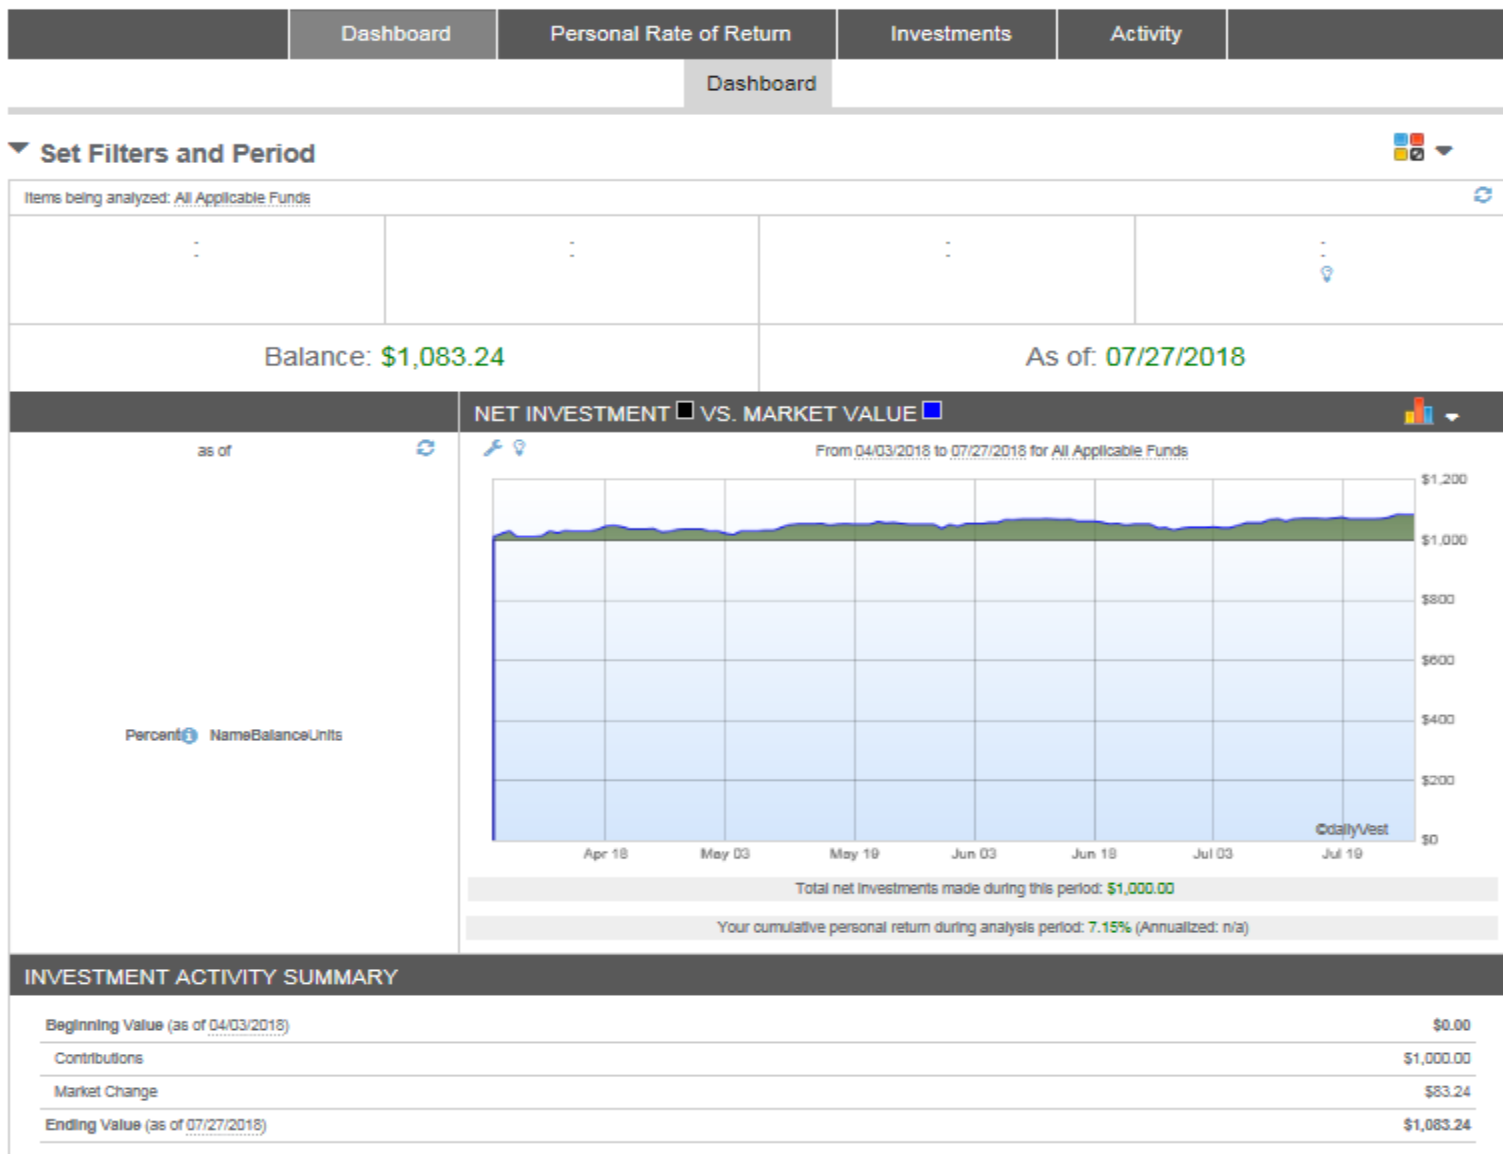 Dashboard Personal Rate of Return Investments Activity
Dashboard
Set Filters and Period
Items being analyzed: All Applicable Funds
- - - -
- - - -
Balance: $1,083.24 As of: 07/27/2018
NET INVESTMENT VS. MARKET VALUE
as of
From 04/03/2018 to 07/27/2018 for All Applicable Funds
$1,200
$1,000
$800
$600
$400
$200
$0
Percent NameBalanceUnits
©dailyVest
Apr 18 May 03 May 19 Jun 03 Jun 18 Jul 03 Jul 19
Total net investments made during this period: $1,000.00
Your cumulative personal return during analysis period: 7.15% (Annualized: n/a)
INVESTMENT ACTIVITY SUMMARY
Beginning Value (as of 04/03/2018) $0.00
Contributions $1,000.00
Market Change $83.24
Ending Value (as of 07/27/2018) $1,083.24